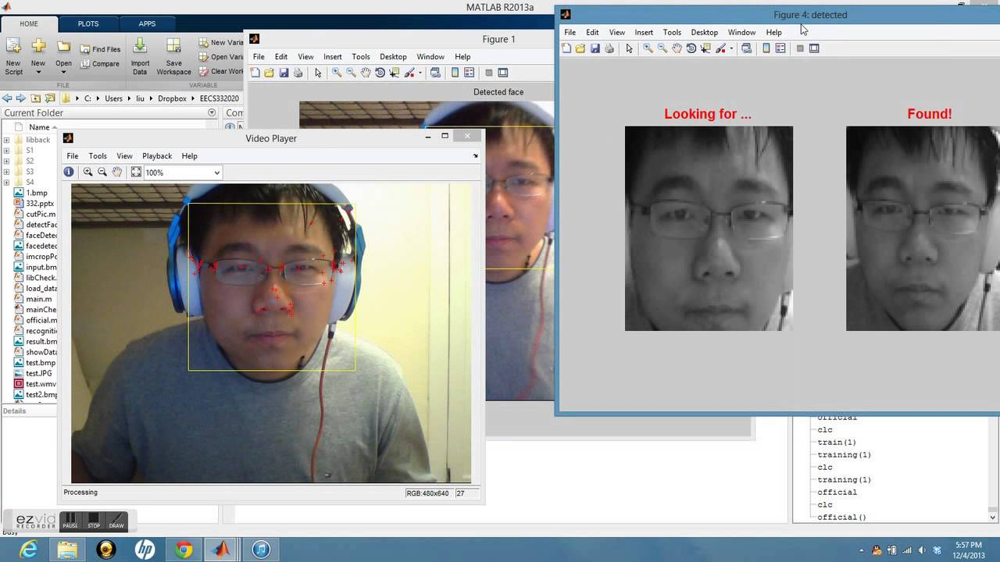 MATLAB R2013a
HOME PLOTS APPS
New Script
New
Open
Find Files
Compare
Import Data
Save Workspace
New Varia
Open Varia
Clear Work
FILE
VARIABLE
C: Users liu Dropbox EECS332020
Current Folder
Com
Name
libback
S1
S2
S3
S4
1.bmp
332.pptx
cutPic.m
detectFac
faceDetec
facedetec
imcropPo
input.bm
libCheck.
load_data
main.m
mainChe
official.m
recognitio
result.bm
showData
test.bmp
test.JPG
test.wmv
test2.bmp
Details
Figure 1
File Edit View Insert Tools Desktop Window Help
Detected face
Video Player
File Tools View Playback Help
100%
Processing
RGB:480x640 27
Figure 4: detected
File Edit View Insert Tools Desktop Window Help
Looking for ...
Found!
official
clc
train(1)
training(1)
clc
training(1)
official
clc
official()
ezvid
RECORDER
PAUSE STOP DRAW
Busy
hp
5:57 PM
12/4/2013